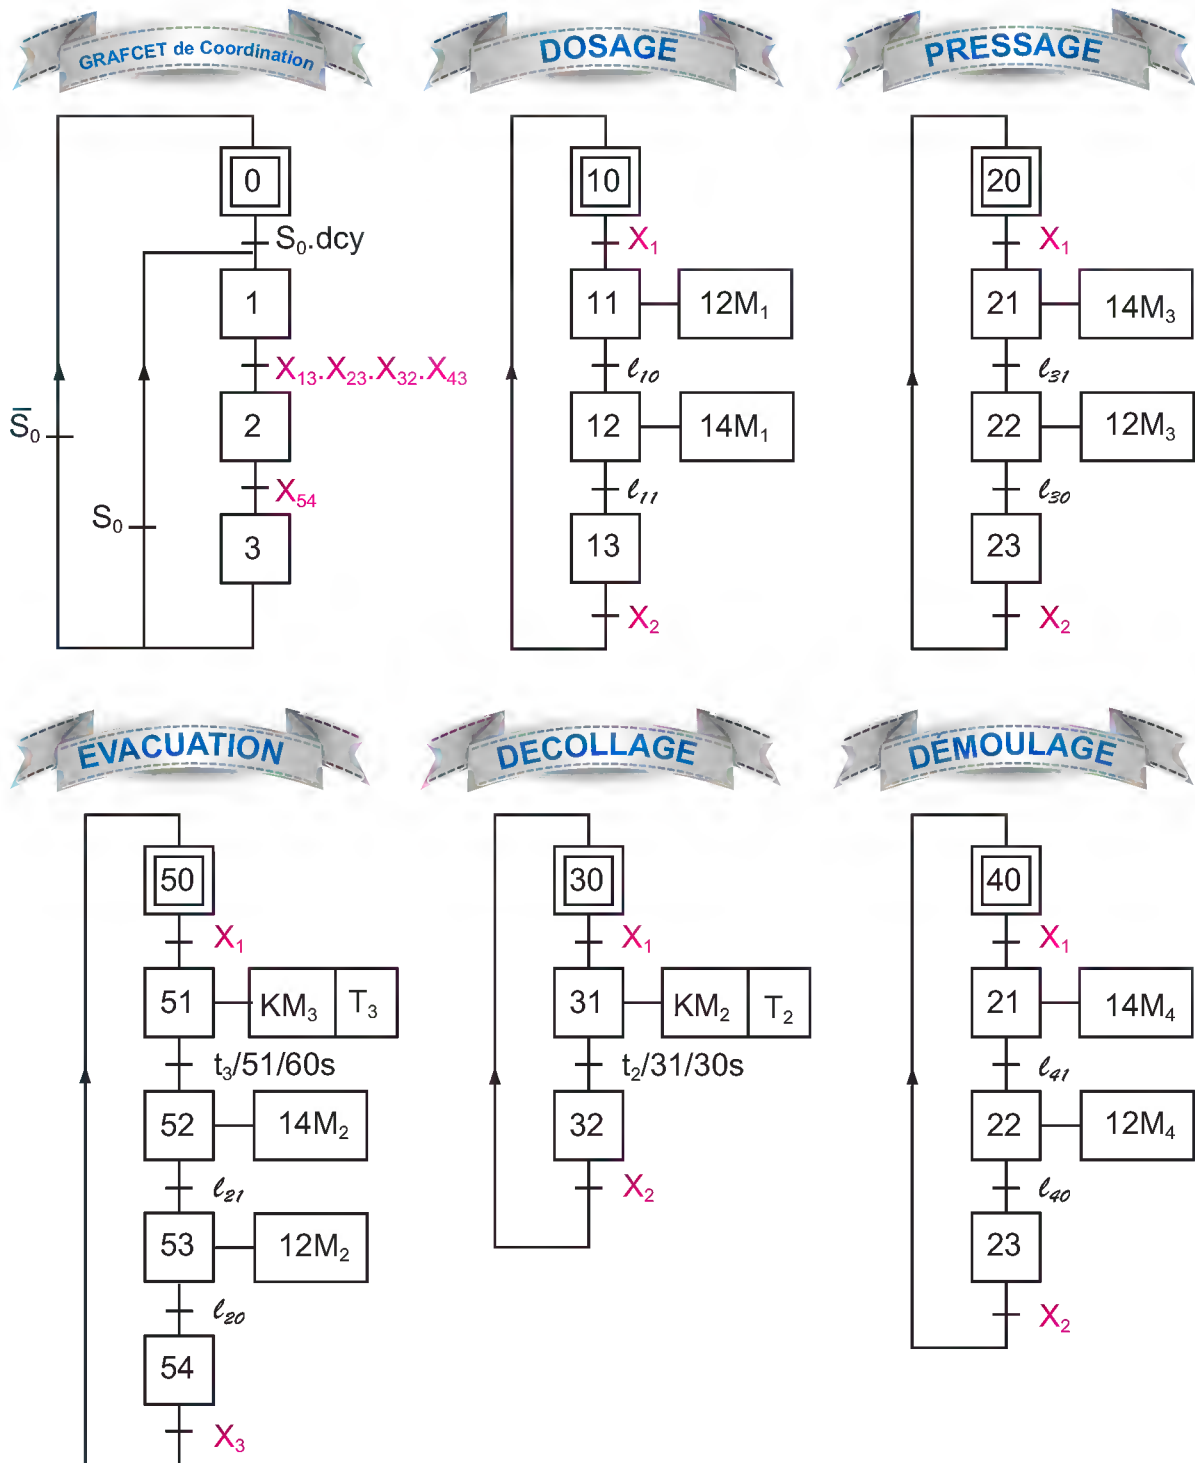 GRAFCET de Coordination
0
S₀.dcy
1
X₁₃.X₂₃.X₃₂.X₄₃
2
X₅₄
3
S̅₀
S₀
DOSAGE
10
X₁
11
12M₁
ℓ₁₀
12
14M₁
ℓ₁₁
13
X₂
PRESSAGE
20
X₁
21
14M₃
ℓ₃₁
22
12M₃
ℓ₃₀
23
X₂
EVACUATION
50
X₁
51
KM₃
T₃
t₃/51/60s
52
14M₂
ℓ₂₁
53
12M₂
ℓ₂₀
54
X₃
DECOLLAGE
30
X₁
31
KM₂
T₂
t₂/31/30s
32
X₂
DÉMOULAGE
40
X₁
21
14M₄
ℓ₄₁
22
12M₄
ℓ₄₀
23
X₂